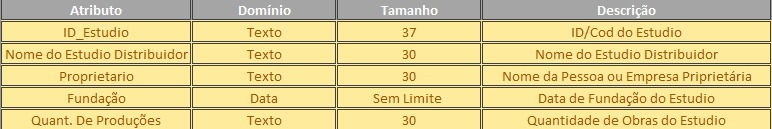 Atributo Domínio Tamanho Descrição
ID_Estudio Texto 37 ID/Cod do Estudio
Nome do Estudio Distribuidor Texto 30 Nome do Estudio Distribuidor
Proprietario Texto 30 Nome da Pessoa ou Empresa Priprietária
Fundação Data Sem Limite Data de Fundação do Estudio
Quant. De Produções Texto 30 Quantidade de Obras do Estudio